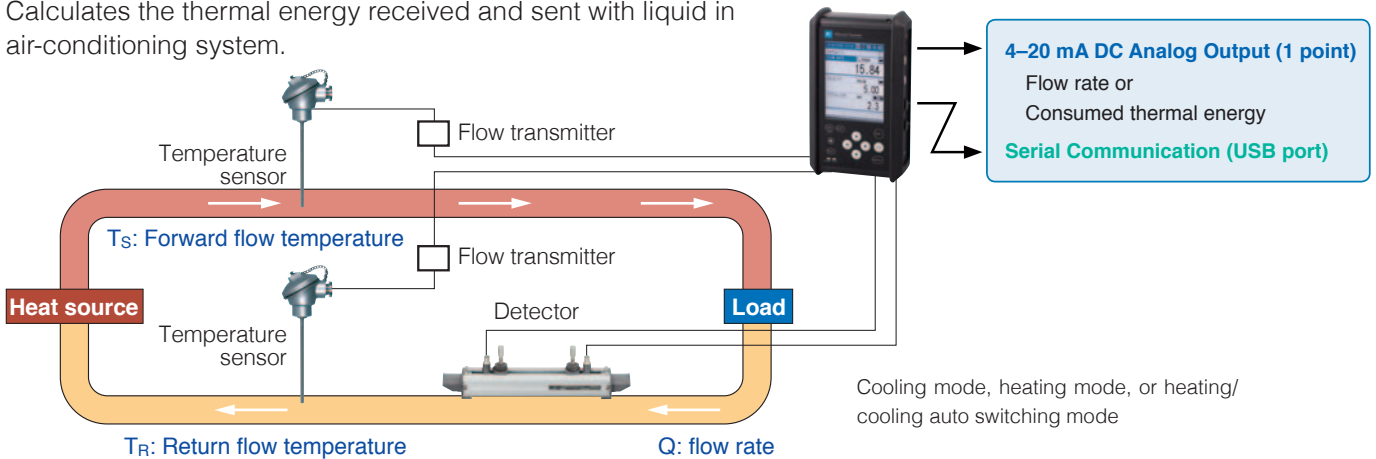 Calculates the thermal energy received and sent with liquid in
air-conditioning system.
4–20 mA DC Analog Output (1 point)
Flow rate or
Consumed thermal energy
Serial Communication (USB port)
15.84
5.00
2.3
Flow transmitter
Temperature
sensor
TS: Forward flow temperature
Flow transmitter
Heat source
Detector
Load
Temperature
sensor
Cooling mode, heating mode, or heating/
cooling auto switching mode
TR: Return flow temperature
Q: flow rate